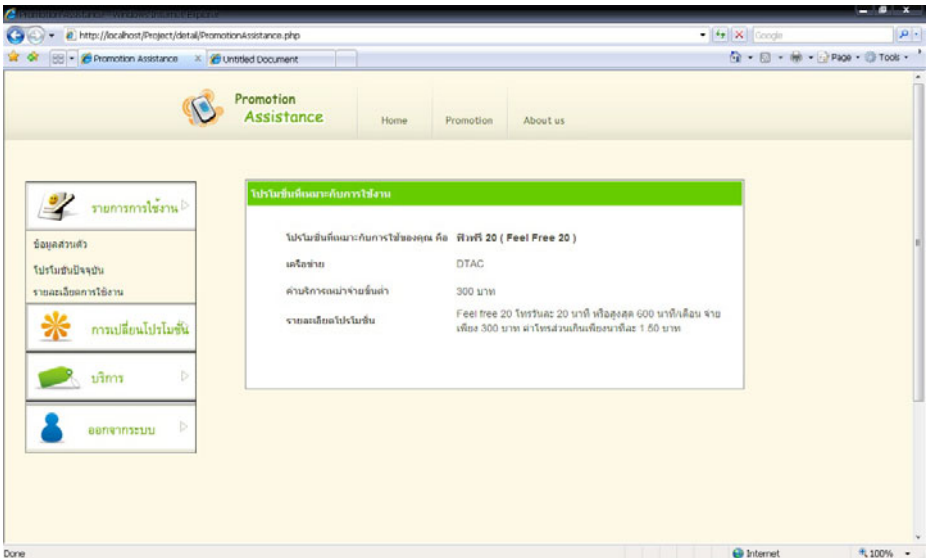 Promotion Assistance - Windows Internet Explorer
http://localhost/Project/detail/PromotionAssistance.php
Google
Promotion Assistance
Untitled Document
Page
Tools
Promotion
Assistance
Home
Promotion
About us
รายการการใช้งาน
ข้อมูลส่วนตัว
โปรโมชั่นปัจจุบัน
รายละเอียดการใช้งาน
การเปลี่ยนโปรโมชั่น
บริการ
ออกจากระบบ
โปรโมชั่นที่เหมาะกับการใช้งาน
โปรโมชั่นที่เหมาะกับการใช้ของคุณ คือ ฟีวฟรี 20 ( Feel Free 20 )
เครือข่าย DTAC
ค่าบริการเหมาจ่ายขั้นต่ำ 300 บาท
รายละเอียดโปรโมชั่น Feel free 20 โทรวันละ 20 นาที หรือสูงสุด 600 นาที/เดือน จ่าย
เพียง 300 บาท ค่าโทรส่วนเกินเพียงนาทีละ 1.50 บาท
Done
Internet
100%